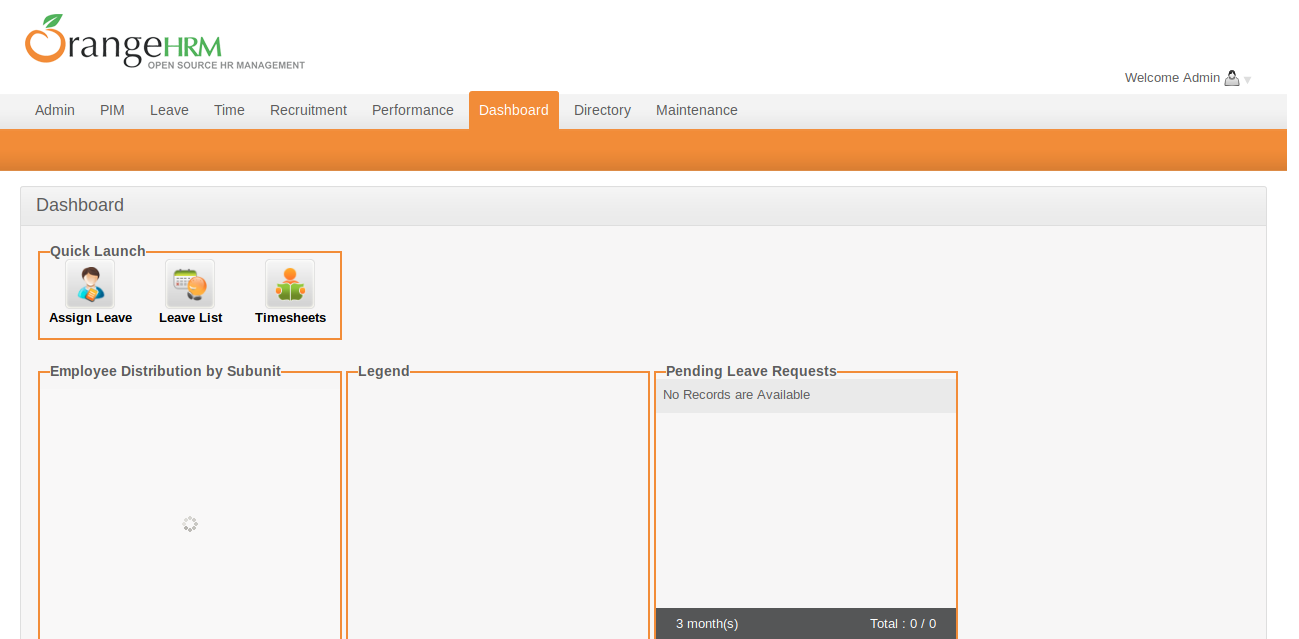 OrangeHRM
OPEN SOURCE HR MANAGEMENT
Welcome Admin
Admin PIM Leave Time Recruitment Performance Dashboard Directory Maintenance
Dashboard
Quick Launch
Assign Leave Leave List Timesheets
Employee Distribution by Subunit Legend Pending Leave Requests
No Records are Available
3 month(s) Total : 0 / 0